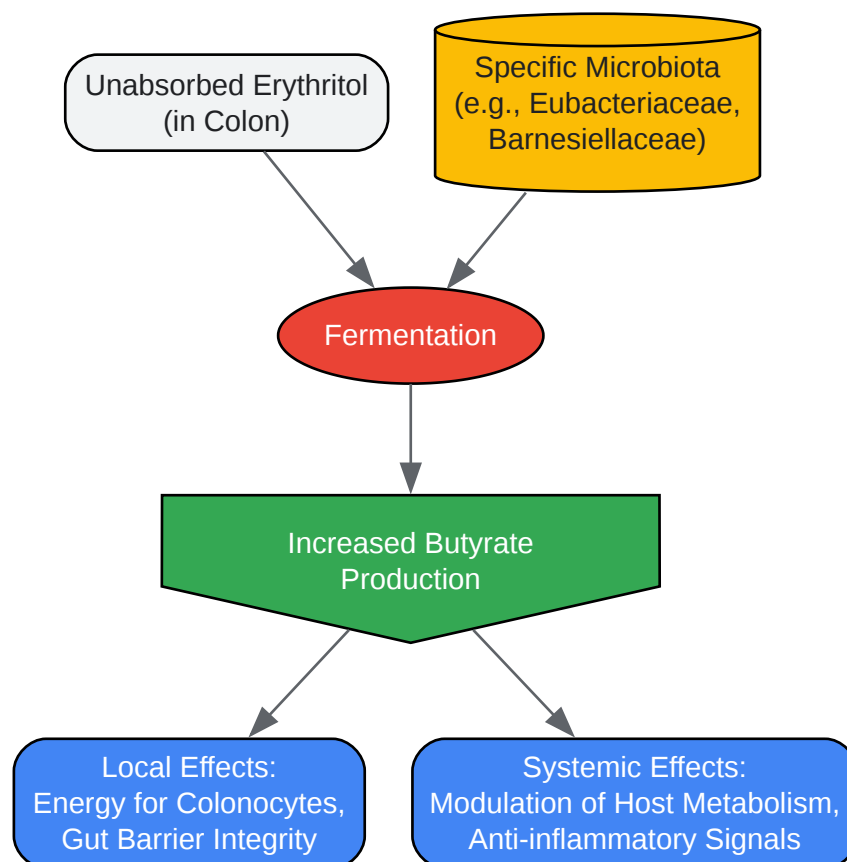 Unabsorbed Erythritol
(in Colon)
Specific Microbiota
(e.g., Eubacteriaceae,
Barnesiellaceae)
Fermentation
Increased Butyrate
Production
Local Effects:
Energy for Colonocytes,
Gut Barrier Integrity
Systemic Effects:
Modulation of Host Metabolism,
Anti-inflammatory Signals